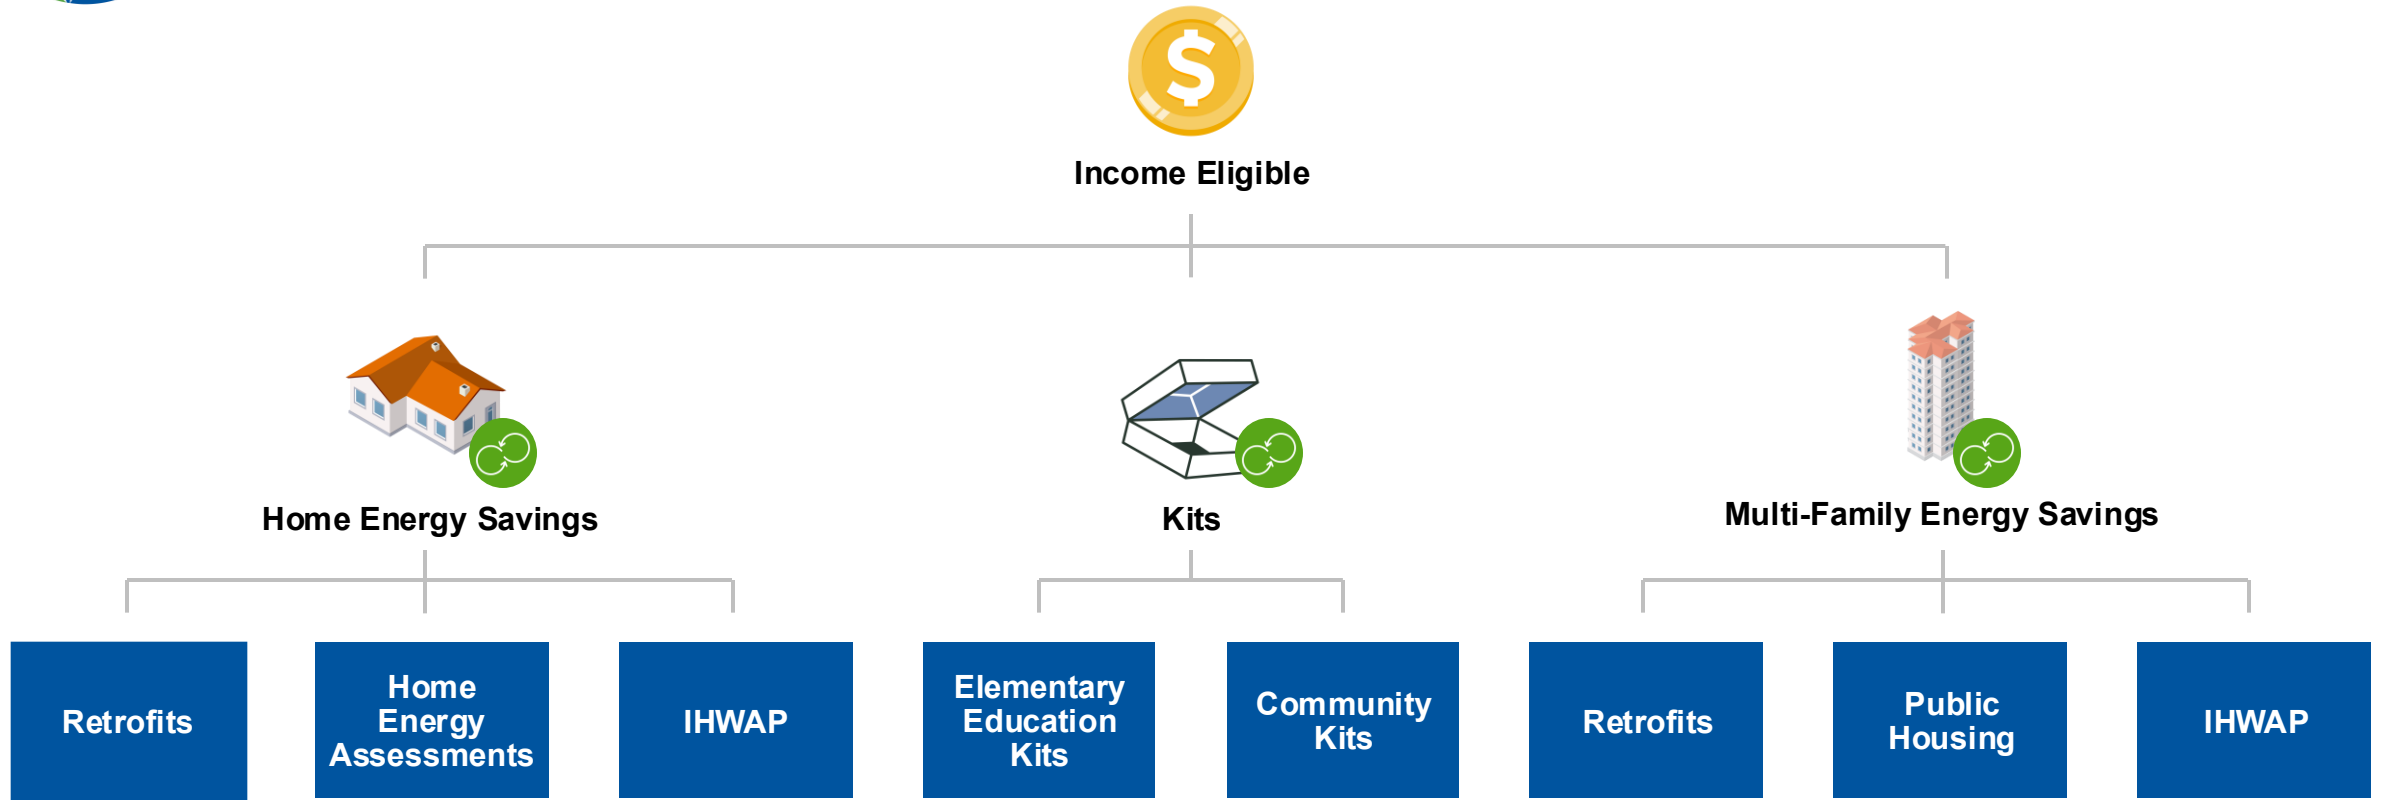 Income Eligible
Home Energy Savings
Kits
Multi-Family Energy Savings
Retrofits
Home
Energy
Assessments
IHWAP
Elementary
Education
Kits
Community
Kits
Retrofits
Public
Housing
IHWAP